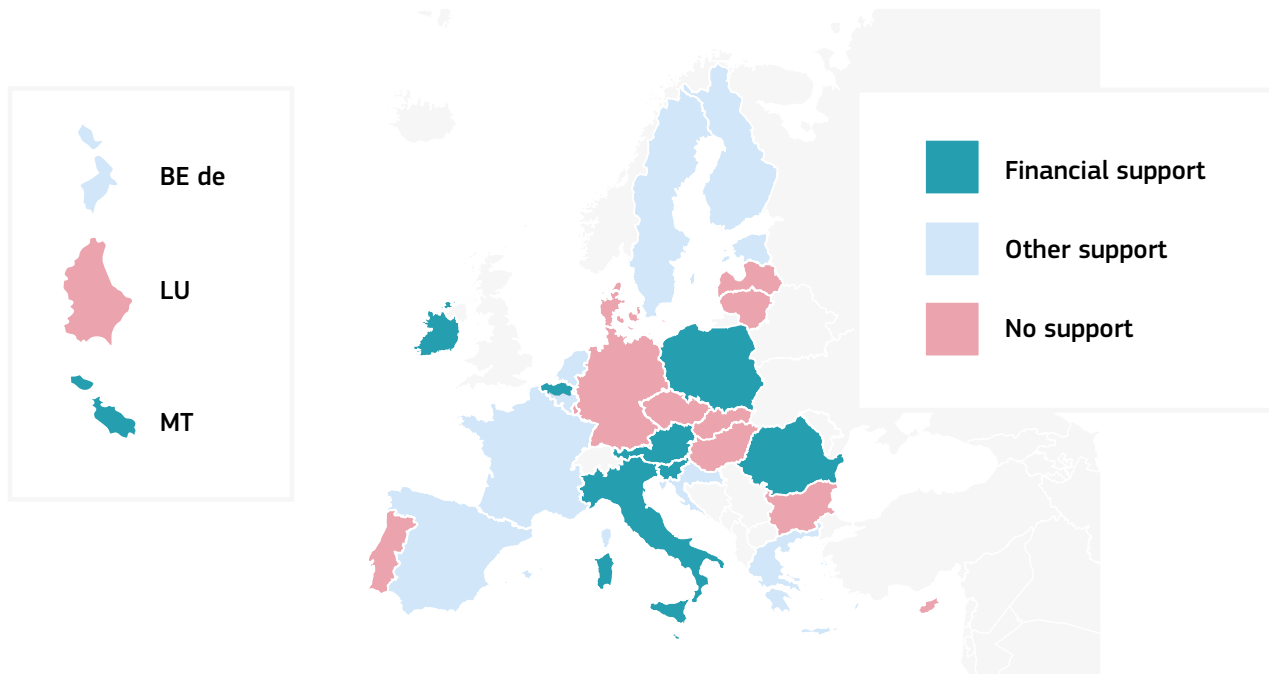 BE de
LU
MT
Financial support
Other support
No support